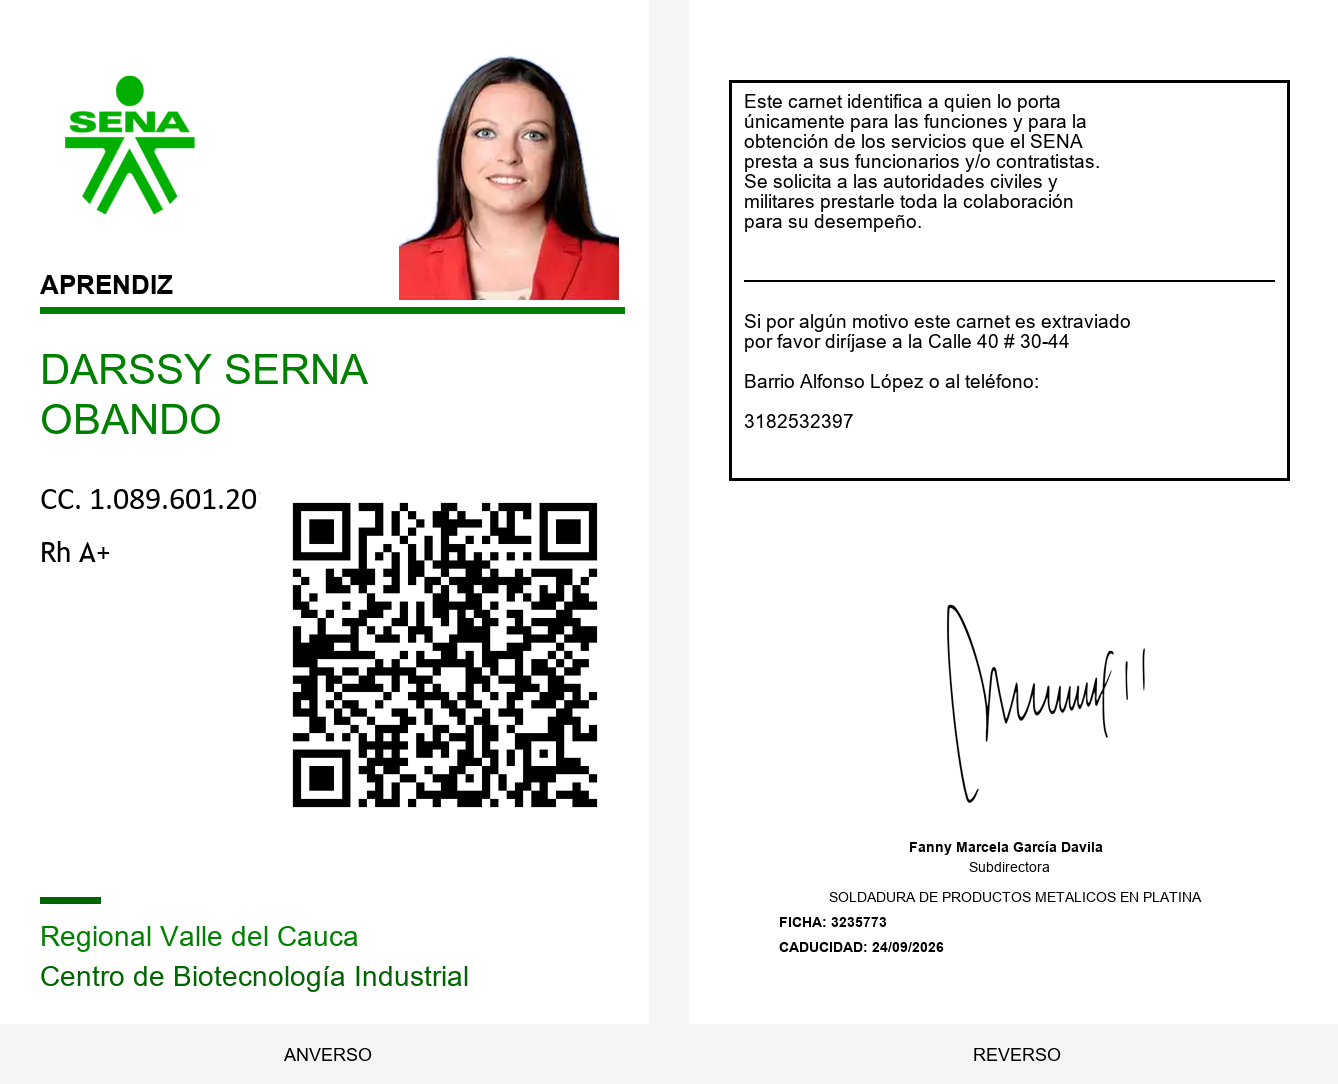 SENA
APRENDIZ
DARSSY SERNA
OBANDO
CC. 1.089.601.20
Rh A+
Regional Valle del Cauca
Centro de Biotecnología Industrial
ANVERSO
Este carnet identifica a quien lo porta
únicamente para las funciones y para la
obtención de los servicios que el SENA
presta a sus funcionarios y/o contratistas.
Se solicita a las autoridades civiles y
militares prestarle toda la colaboración
para su desempeño.
Si por algún motivo este carnet es extraviado
por favor diríjase a la Calle 40 # 30-44
Barrio Alfonso López o al teléfono:
3182532397
Fanny Marcela García Davila
Subdirectora
SOLDADURA DE PRODUCTOS METALICOS EN PLATINA
FICHA: 3235773
CADUCIDAD: 24/09/2026
REVERSO